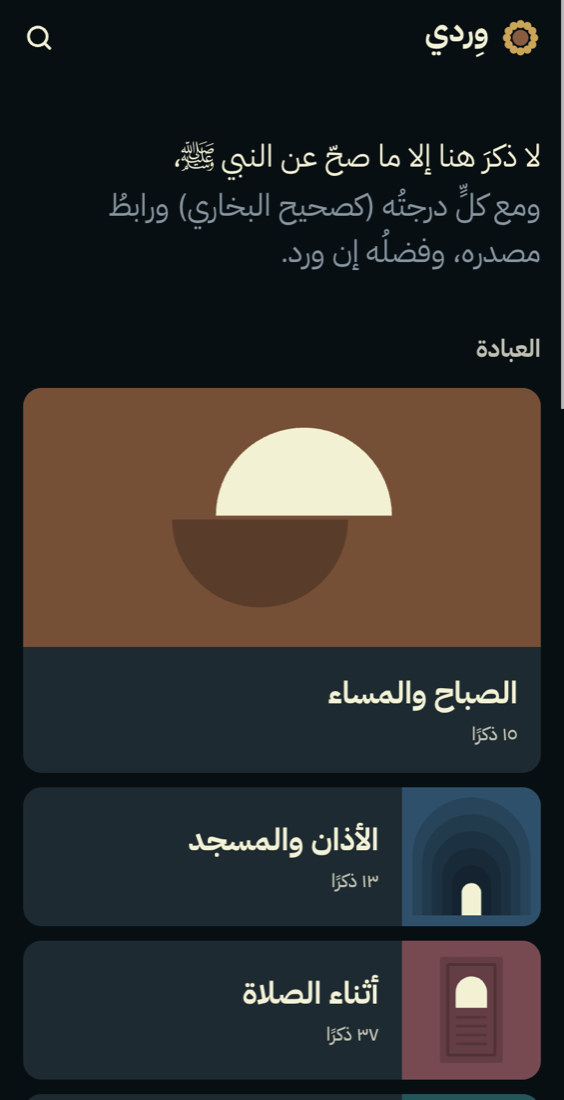 وِردي
لا ذكرَ هنا إلا ما صحّ عن النبي ﷺ،
ومع كلٍّ درجتُه (كصحيح البخاري) ورابطُ
مصدره، وفضلُه إن ورد.
العبادة
الصباح والمساء
١٥ ذكرًا
الأذان والمسجد
١٣ ذكرًا
أثناء الصلاة
٣٧ ذكرًا